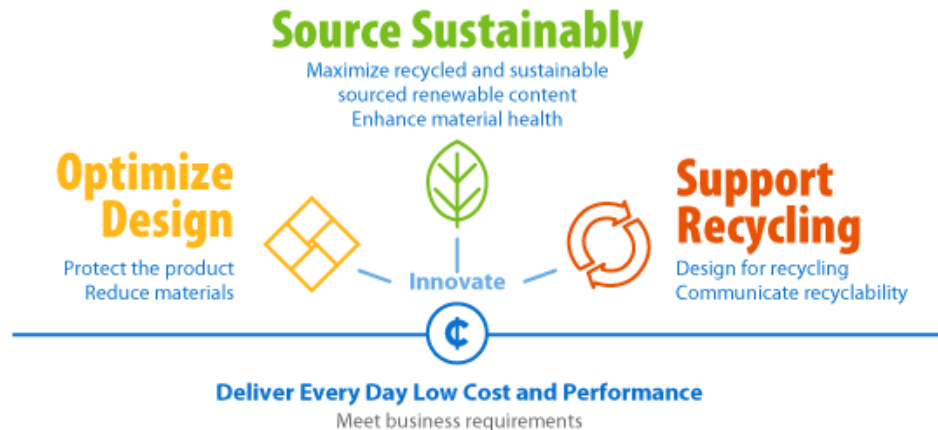 Source Sustainably
Maximize recycled and sustainable
sourced renewable content
Enhance material health
Optimize
Design
Protect the product
Reduce materials
Support
Recycling
Design for recycling
Communicate recyclability
Innovate
¢
Deliver Every Day Low Cost and Performance
Meet business requirements